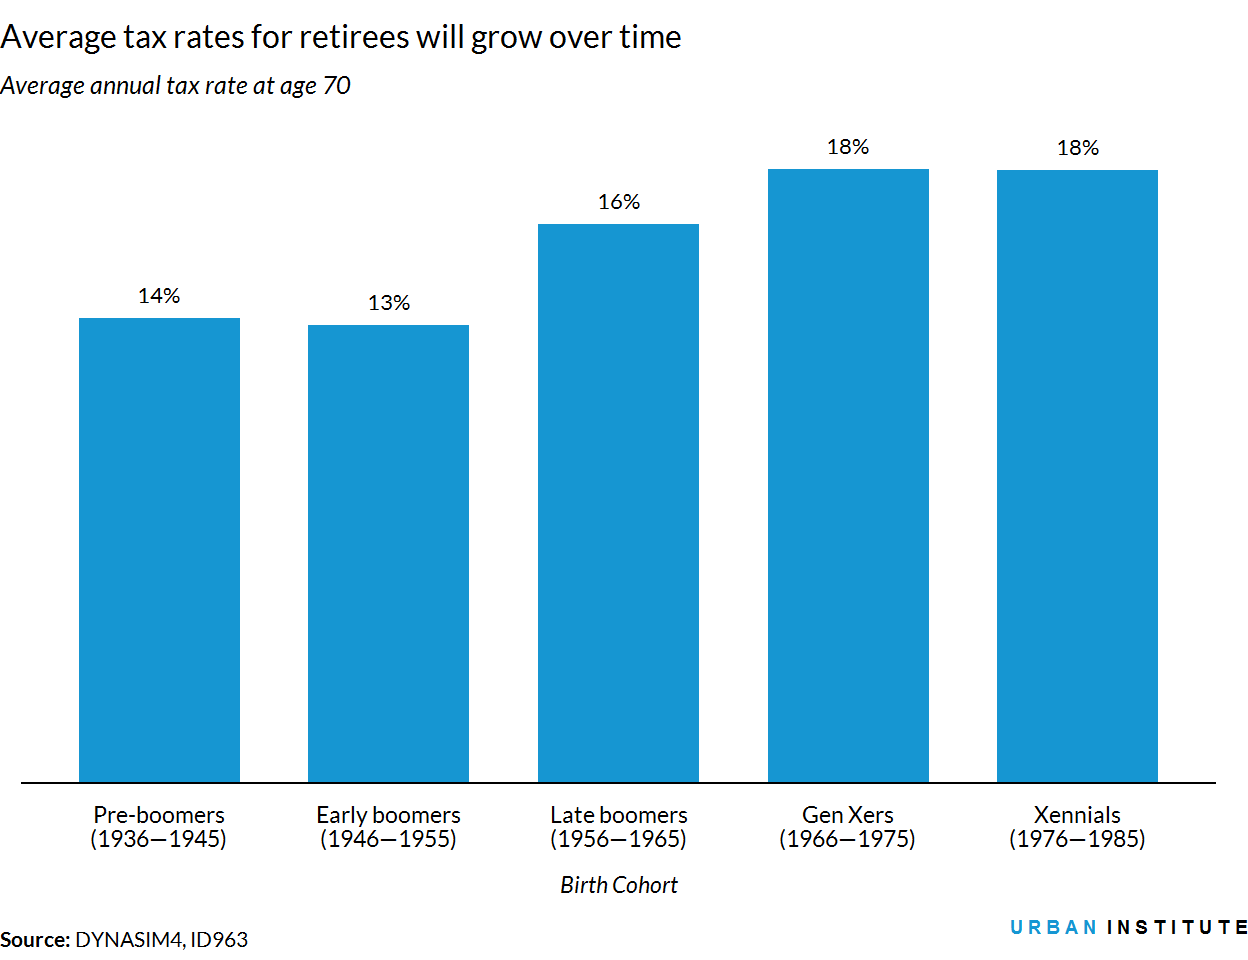 Average tax rates for retirees will grow over time
Average annual tax rate at age 70
14%
13%
16%
18%
18%
Pre-boomers
(1936—1945)
Early boomers
(1946—1955)
Late boomers
(1956—1965)
Gen Xers
(1966—1975)
Xennials
(1976—1985)
Birth Cohort
Source: DYNASIM4, ID963
URBAN INSTITUTE